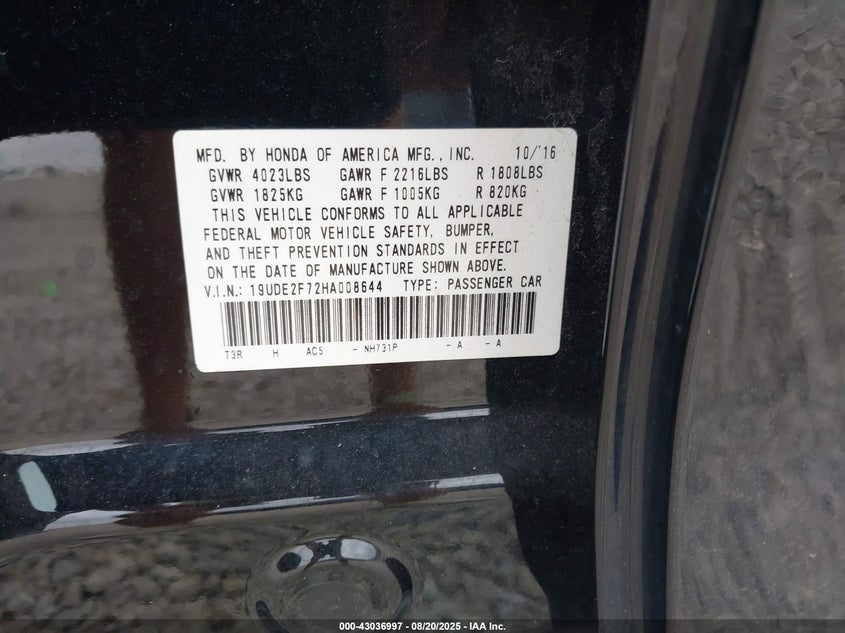 MFD. BY HONDA OF AMERICA MFG., INC. 10/'16
GVWR 4023LBS GAWR F 2216LBS R 1808LBS
GVWR 1825KG GAWR F 1005KG R 820KG
THIS VEHICLE CONFORMS TO ALL APPLICABLE
FEDERAL MOTOR VEHICLE SAFETY, BUMPER,
AND THEFT PREVENTION STANDARDS IN EFFECT
ON THE DATE OF MANUFACTURE SHOWN ABOVE.
V.I.N.: 19UDE2F72HA008644 TYPE: PASSENGER CAR
T3R H AC5 - NH731P - A - A
000-43036997 - 08/20/2025 - IAA Inc.